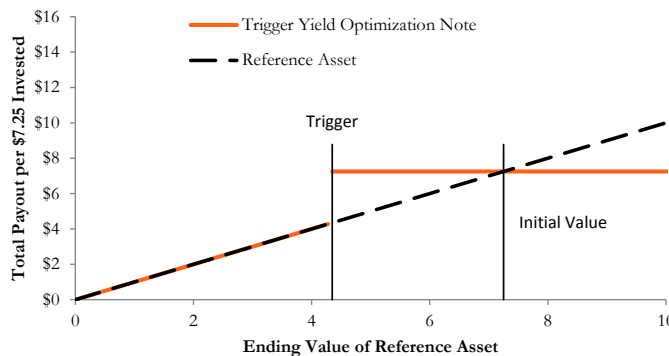 $16
$14
$12
$10
$8
$6
$4
$2
$0
Total Payout per $7.25 Invested
Trigger Yield Optimization Note
Reference Asset
Trigger
Initial Value
0 2 4 6 8 10
Ending Value of Reference Asset